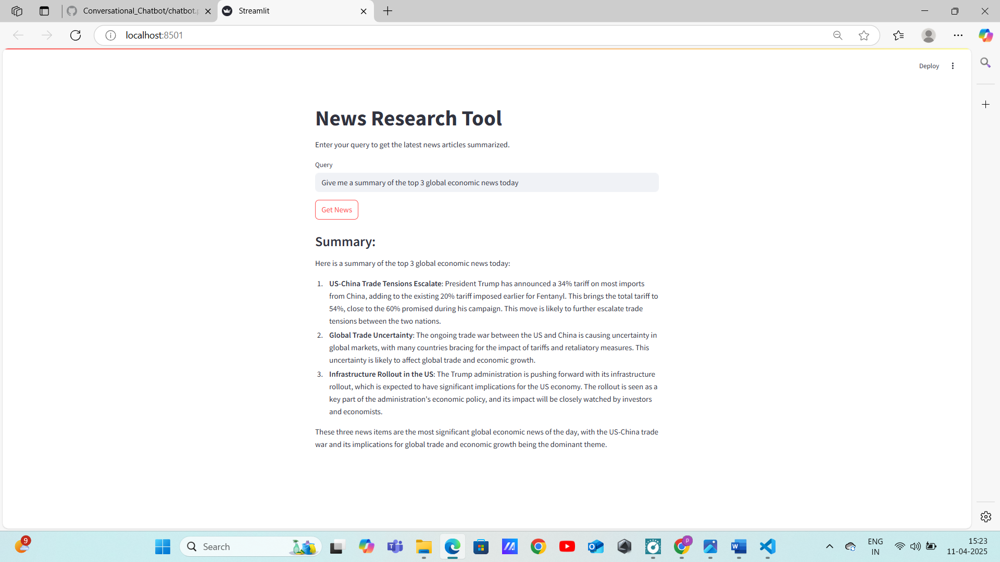 Conversational_Chatbot/chatbot.p
Streamlit
localhost:8501
Deploy
News Research Tool
Enter your query to get the latest news articles summarized.
Query
Give me a summary of the top 3 global economic news today
Get News
Summary:
Here is a summary of the top 3 global economic news today:
1. US-China Trade Tensions Escalate: President Trump has announced a 34% tariff on most imports
from China, adding to the existing 20% tariff imposed earlier for Fentanyl. This brings the total tariff to
54%, close to the 60% promised during his campaign. This move is likely to further escalate trade
tensions between the two nations.
2. Global Trade Uncertainty: The ongoing trade war between the US and China is causing uncertainty in
global markets, with many countries bracing for the impact of tariffs and retaliatory measures. This
uncertainty is likely to affect global trade and economic growth.
3. Infrastructure Rollout in the US: The Trump administration is pushing forward with its infrastructure
rollout, which is expected to have significant implications for the US economy. The rollout is seen as a
key part of the administration's economic policy, and its impact will be closely watched by investors
and economists.
These three news items are the most significant global economic news of the day, with the US-China trade
war and its implications for global trade and economic growth being the dominant theme.
9
Search
P
ENG
IN
15:23
11-04-2025